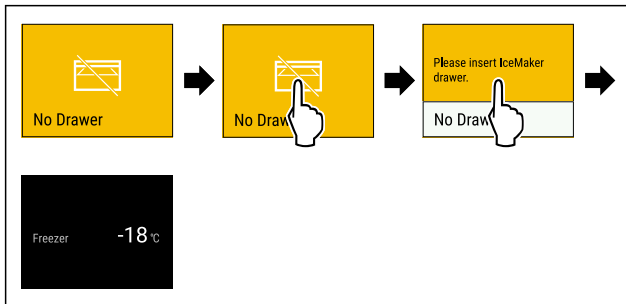 No Drawer
No Draw
Please insert IceMaker
drawer.
No Draw
Freezer -18 °C